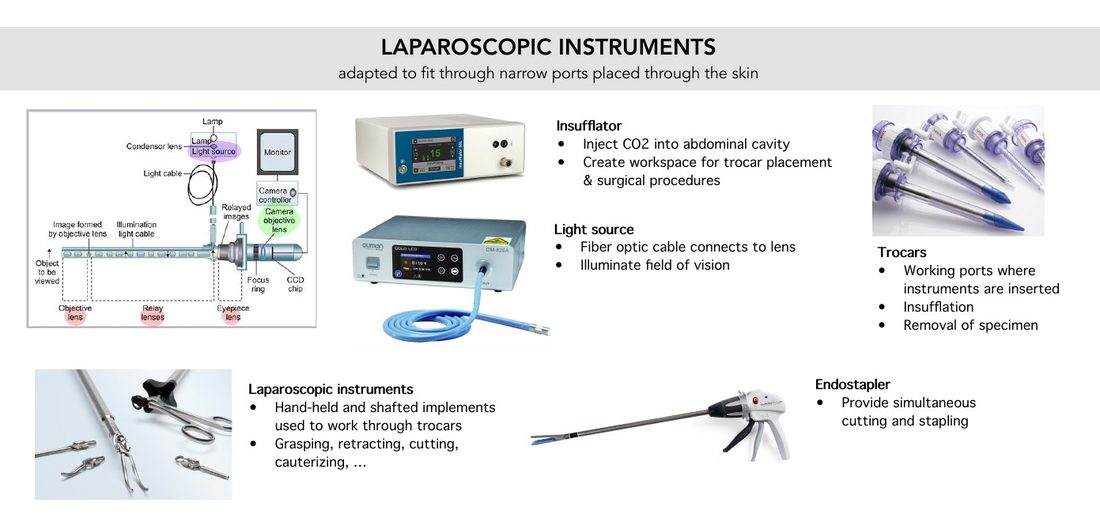 LAPAROSCOPIC INSTRUMENTS
adapted to fit through narrow ports placed through the skin
Lamp
Lamp
Condensor lens
Light source
Monitor
Light cable
Camera
controller
Relayed
images
Camera
objective
lens
Image formed
by objective lens
Illumination
light cable
Object
to be
viewed
Focus
ring
CCD
chip
Objective
lens
Relay
lenses
Eyepiece
lens
15
Insufflator
• Inject CO2 into abdominal cavity
• Create workspace for trocar placement
& surgical procedures
COLD LED
Light source
• Fiber optic cable connects to lens
• Illuminate field of vision
Trocars
• Working ports where
instruments are inserted
• Insufflation
• Removal of specimen
Laparoscopic instruments
• Hand-held and shafted implements
used to work through trocars
• Grasping, retracting, cutting,
cauterizing, ...
Endostapler
• Provide simultaneous
cutting and stapling